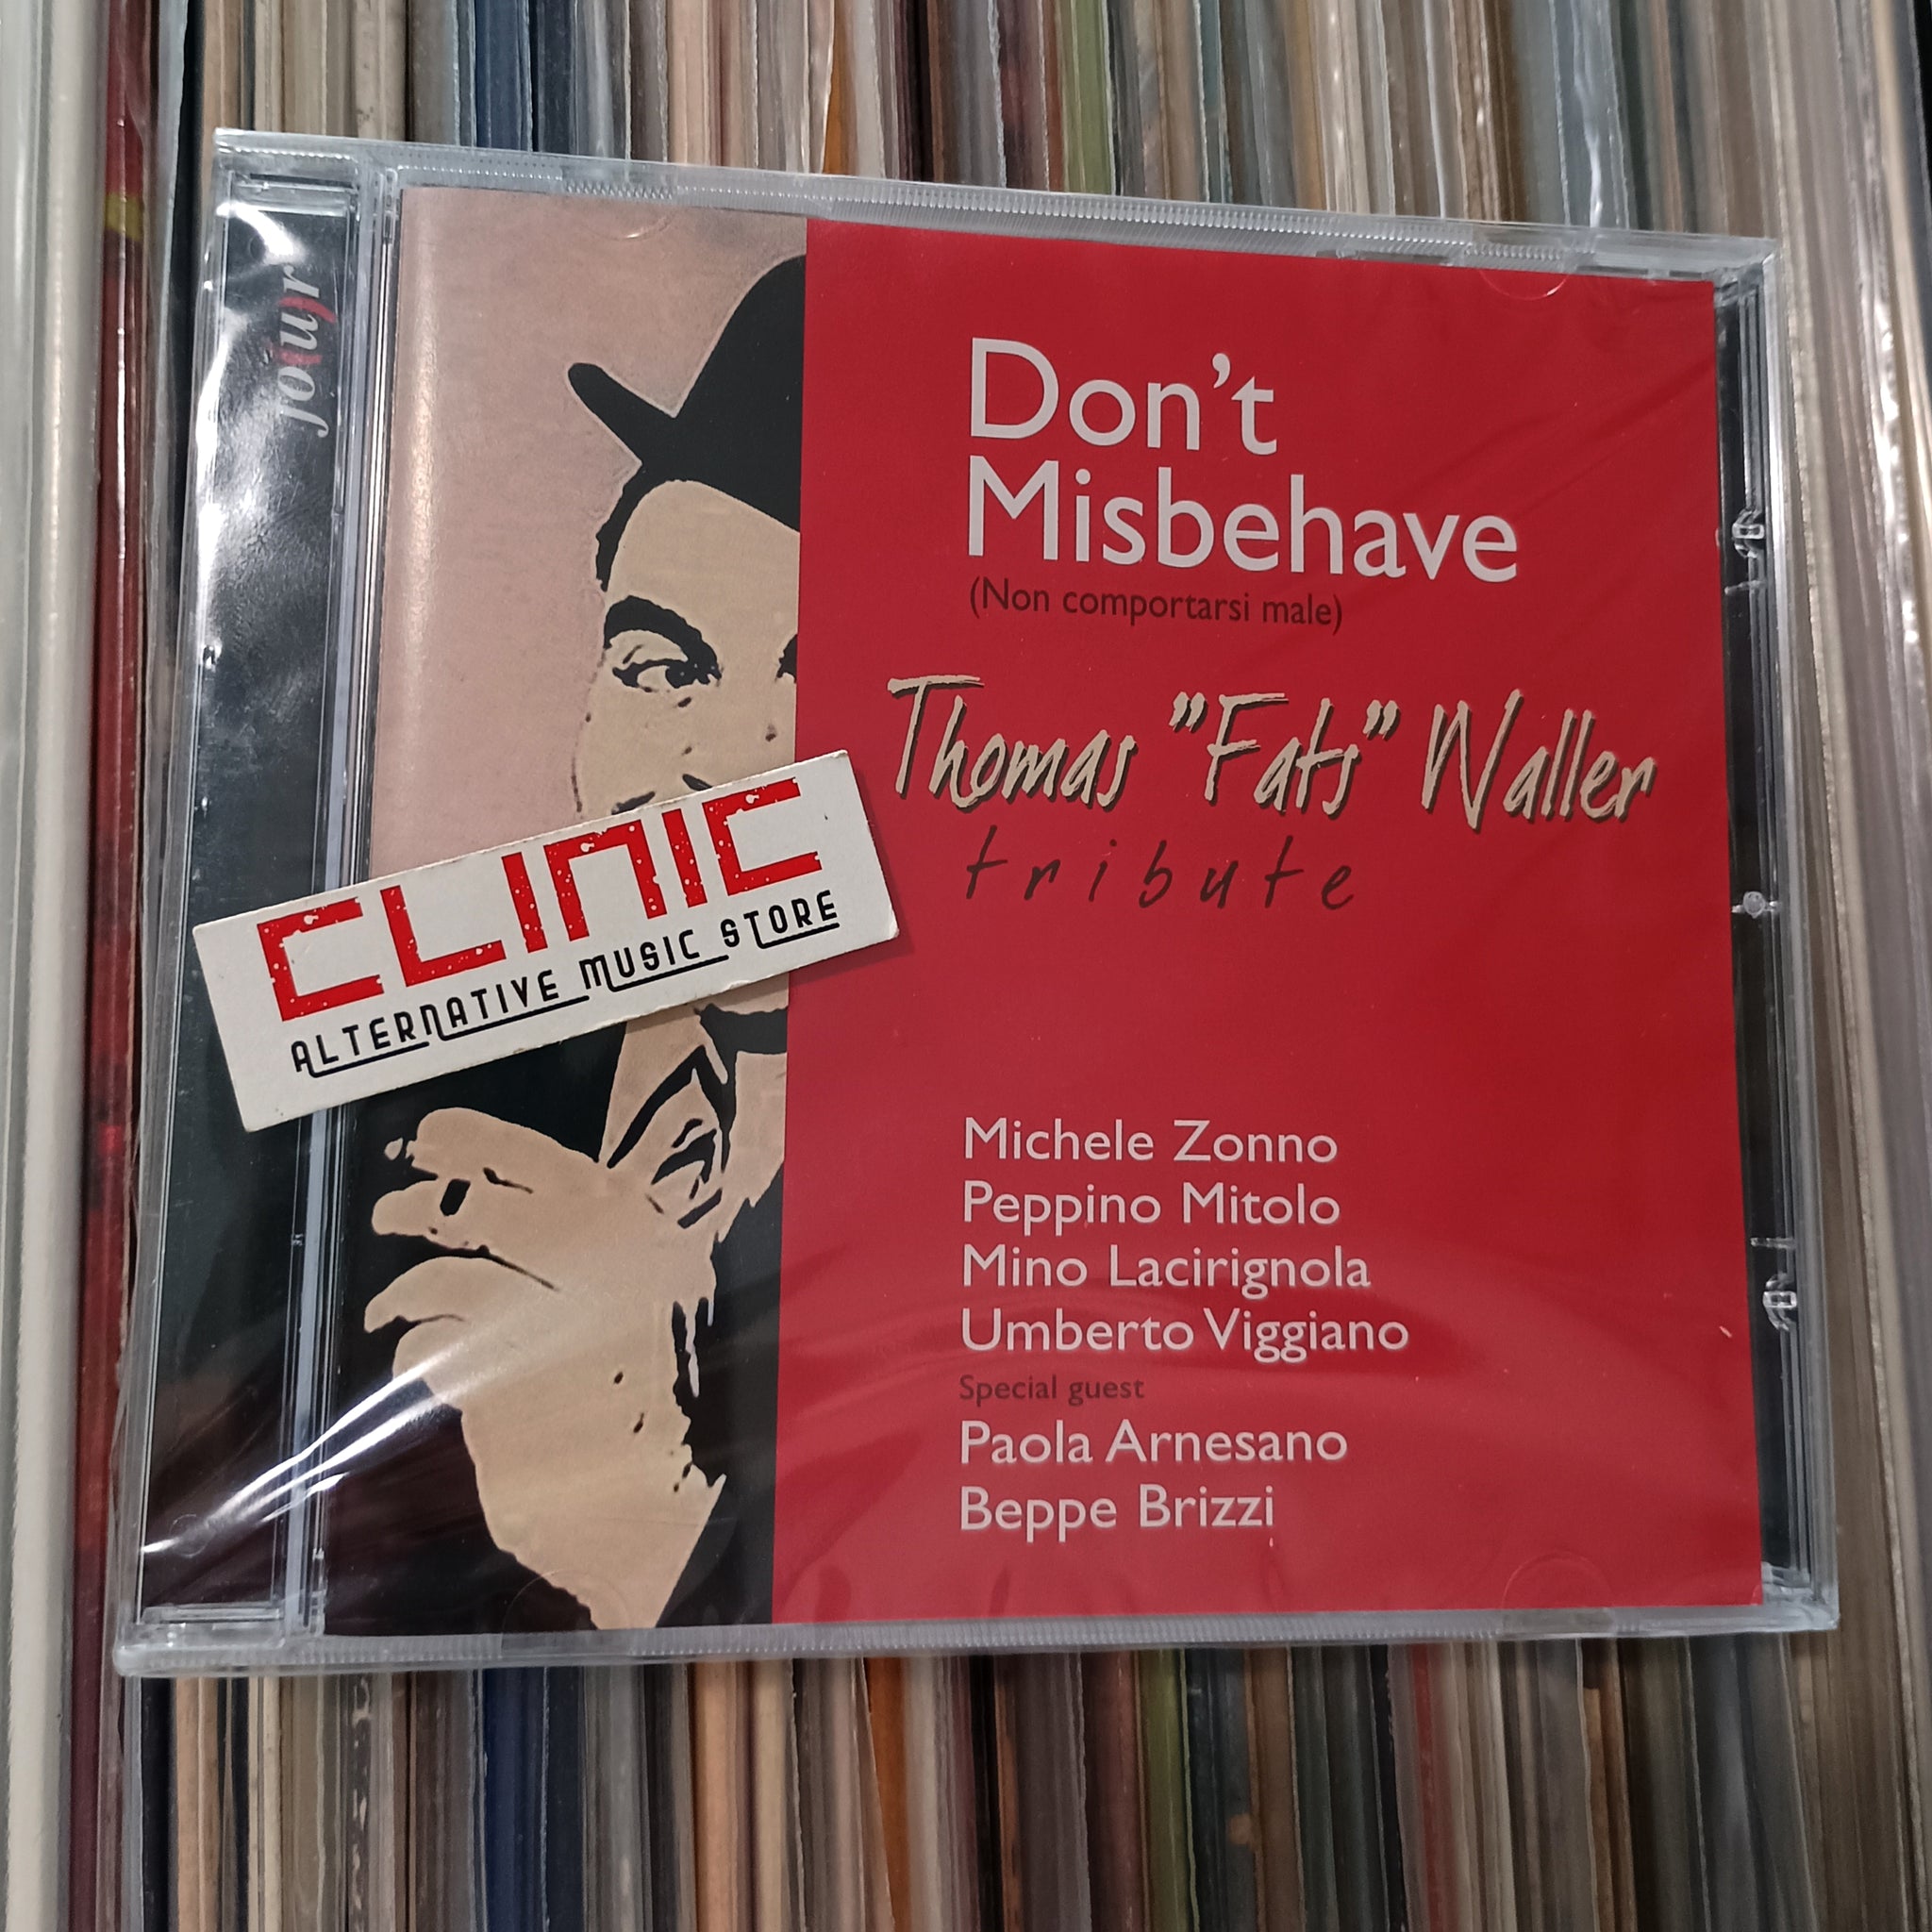 jour
Don't
Misbehave
(Non comportarsi male)
Thomas "Fats" Waller
tribute
CLINIC
ALTERNATIVE MUSIC STORE
Michele Zonno
Peppino Mitolo
Mino Lacirignola
Umberto Viggiano
Special guest
Paola Arnesano
Beppe Brizzi